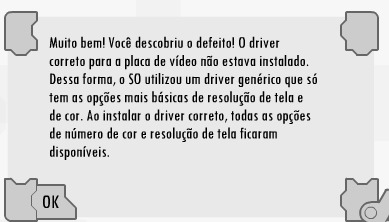 Muito bem! Você descobriu o defeito! O driver
correto para a placa de vídeo não estava instalado.
Dessa forma, o SO utilizou um driver genérico que só
tem as opções mais básicas de resolução de tela e
de cor. Ao instalar o driver correto, todas as opções
de número de cor e resolução de tela ficaram
disponíveis.
OK